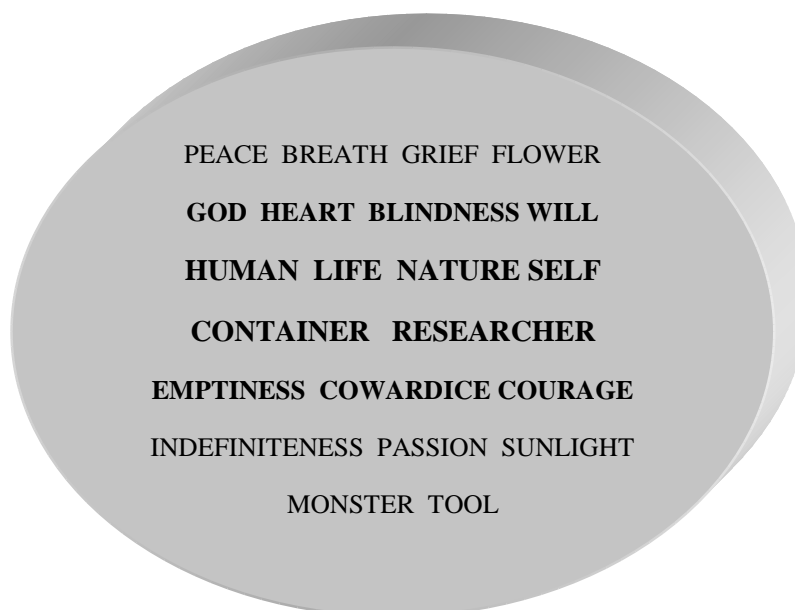 PEACE BREATH GRIEF FLOWER
GOD HEART BLINDNESS WILL
HUMAN LIFE NATURE SELF
CONTAINER RESEARCHER
EMPTINESS COWARDICE COURAGE
INDEFINITENESS PASSION SUNLIGHT
MONSTER TOOL